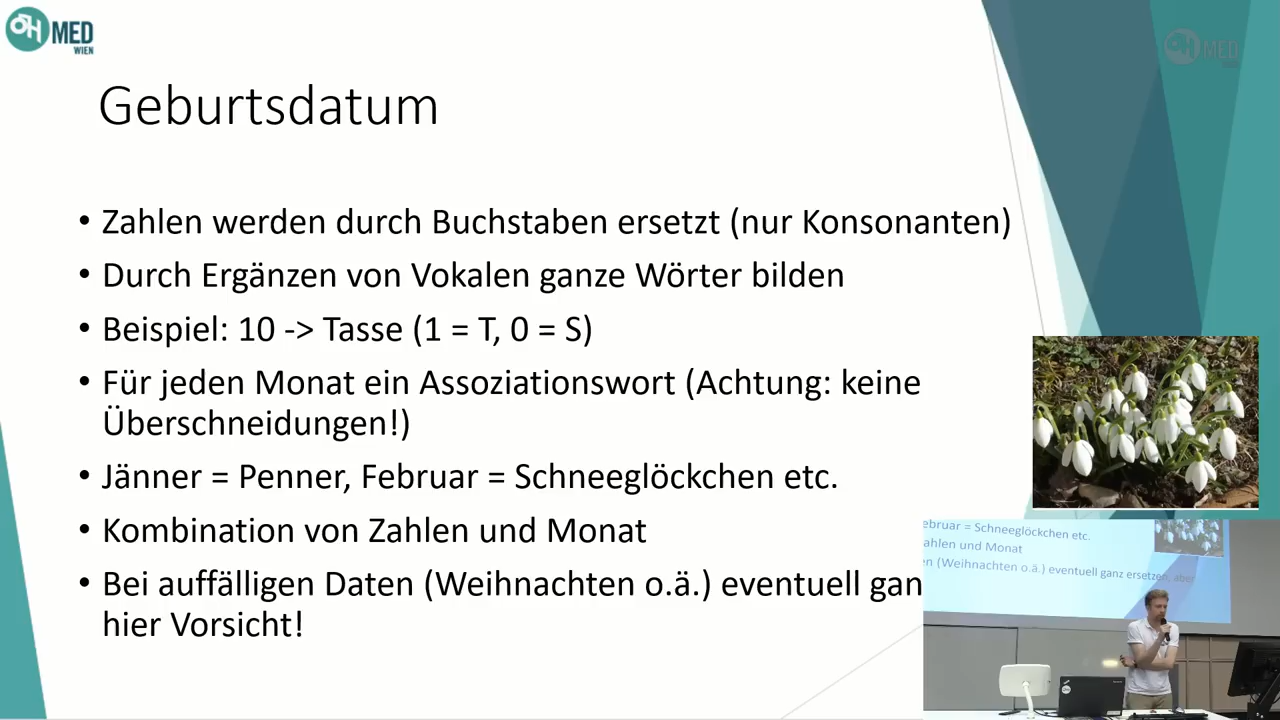 ÖH MED
WIEN
ÖH MED
Geburtsdatum
• Zahlen werden durch Buchstaben ersetzt (nur Konsonanten)
• Durch Ergänzen von Vokalen ganze Wörter bilden
• Beispiel: 10 -> Tasse (1 = T, 0 = S)
• Für jeden Monat ein Assoziationswort (Achtung: keine
Überschneidungen!)
• Jänner = Penner, Februar = Schneeglöckchen etc.
• Kombination von Zahlen und Monat
• Bei auffälligen Daten (Weihnachten o.ä.) eventuell gan
hier Vorsicht!
ebruar = Schneeglöckchen etc.
ahlen und Monat
n (Weihnachten o.ä.) eventuell ganz ersetzen, aber